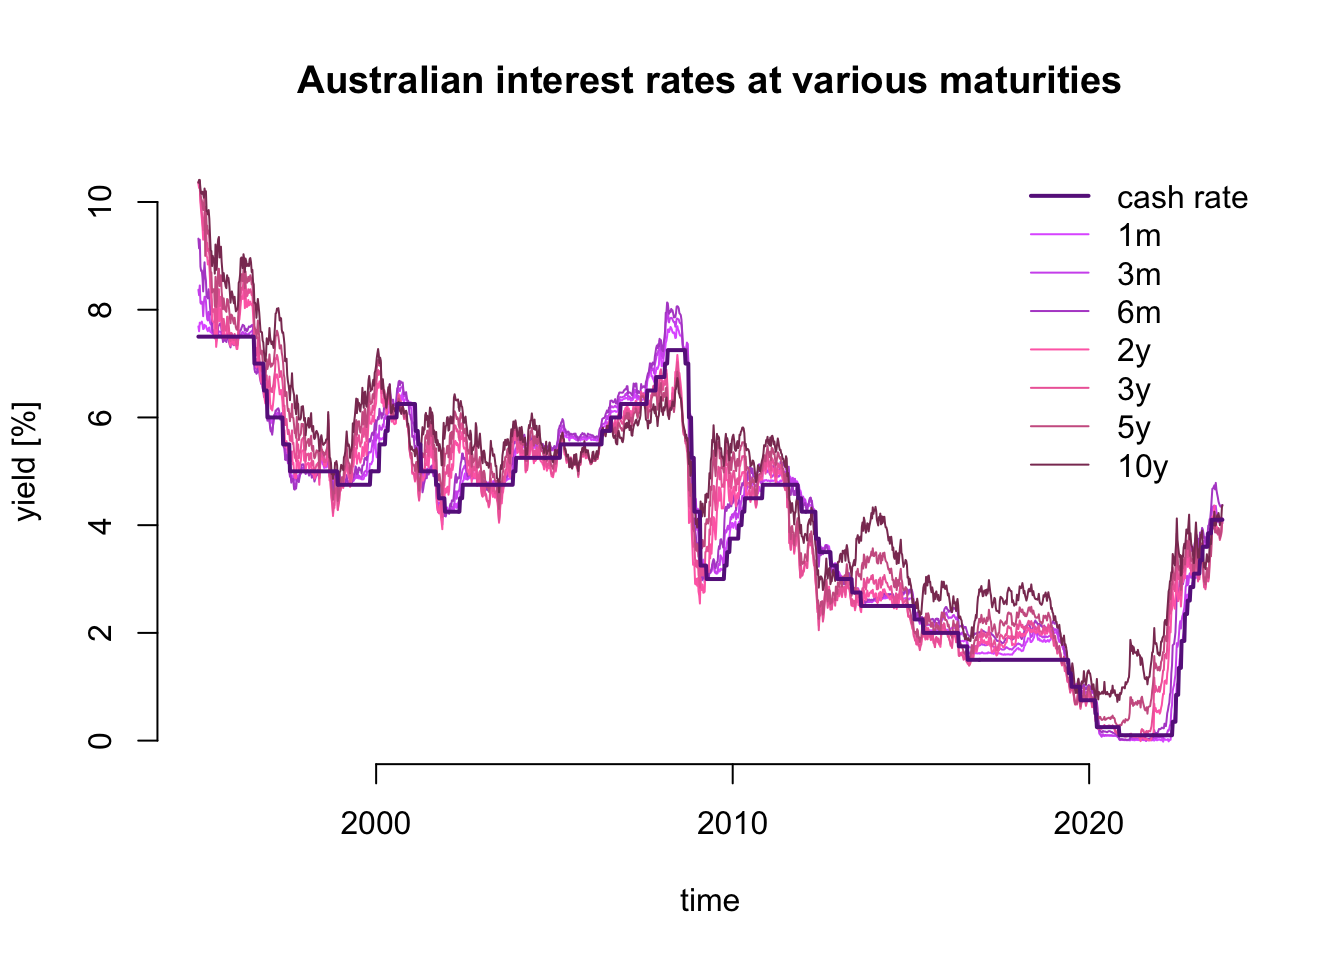 Australian interest rates at various maturities
yield [%]
10
8
6
4
2
0
cash rate
1m
3m
6m
2y
3y
5y
10y
2000
2010
2020
time